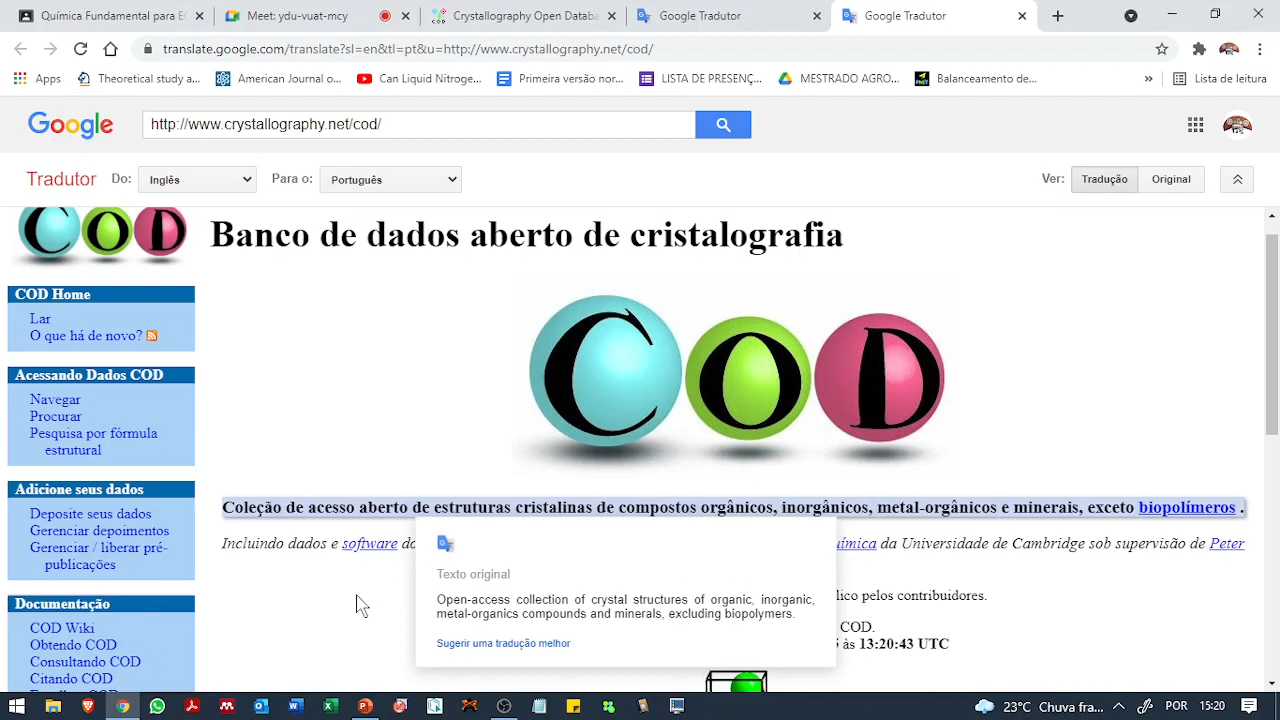 Química quântica para EC
Meet: ydu-vuat-mcy
Crystallography Open Datab
Google Tradutor
Google Tradutor
translate.google.com/translate?sl=en&tl=pt&u=http://www.crystallography.net/cod/
Apps
Theoretical study a...
American Journal o...
Can Liquid Nitroge...
Primeira versão nor...
LISTA DE PRESENÇ...
MESTRADO AGRO...
Balanceamento de...
»
Lista de leitura
Google
http://www.crystallography.net/cod/
Tradutor Do: Inglês Para o: Português Ver: Tradução Original
COD
Banco de dados aberto de cristalografia
COD Home
Lar
O que há de novo?
Acessando Dados COD
Navegar
Procurar
Pesquisa por fórmula
estrutural
Adicione seus dados
Deposite seus dados
Gerenciar depoimentos
Gerenciar / liberar pré-
publicações
Documentação
COD Wiki
Obtendo COD
Consultando COD
Citando COD
COD
Coleção de acesso aberto de estruturas cristalinas de compostos orgânicos, inorgânicos, metal-orgânicos e minerais, exceto biopolímeros .
Incluindo dados e software do
uímica da Universidade de Cambridge sob supervisão de Peter
Texto original
Open-access collection of crystal structures of organic, inorganic,
metal-organics compounds and minerals, excluding biopolymers.
Sugerir uma tradução melhor
lico pelos contribuidores.
COD.
às 13:20:43 UTC
23°C Chuva fra... POR 15:20